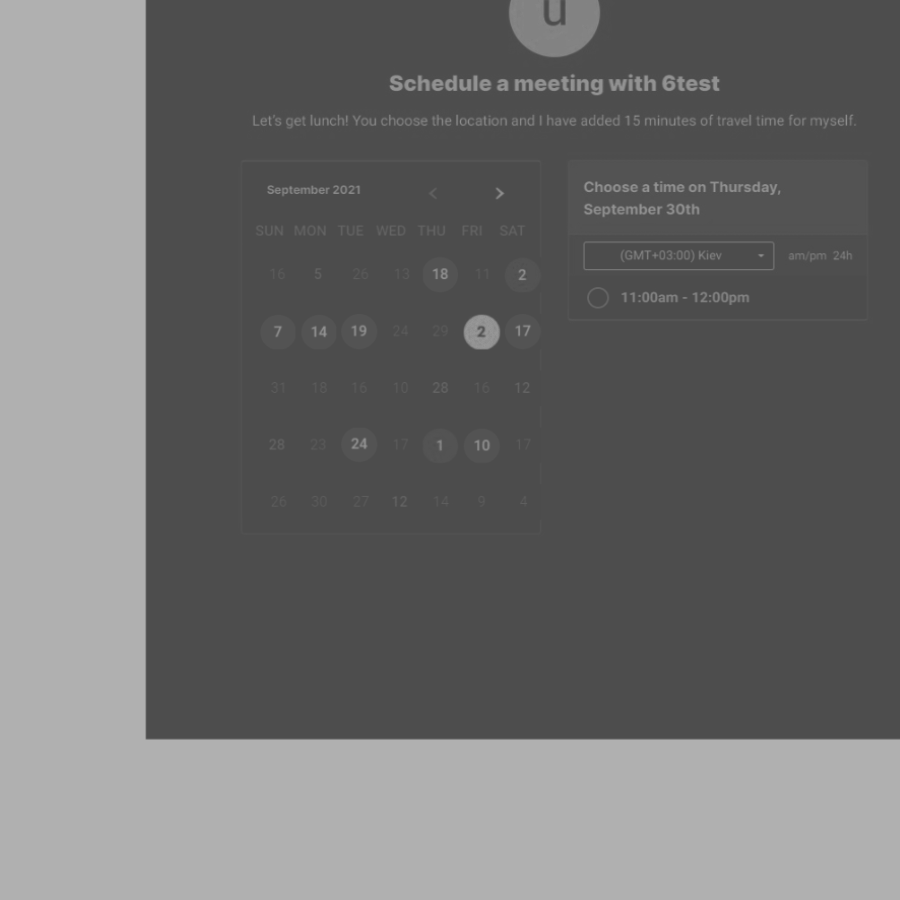 u
Schedule a meeting with 6test
Let's get lunch! You choose the location and I have added 15 minutes of travel time for myself.
September 2021
SUN MON TUE WED THU FRI SAT
16 5 26 13 18 11 2
7 14 19 24 29 2 17
31 18 16 10 28 16 12
28 23 24 17 1 10 17
26 30 27 12 14 9 4
Choose a time on Thursday,
September 30th
(GMT+03:00) Kiev am/pm 24h
11:00am - 12:00pm